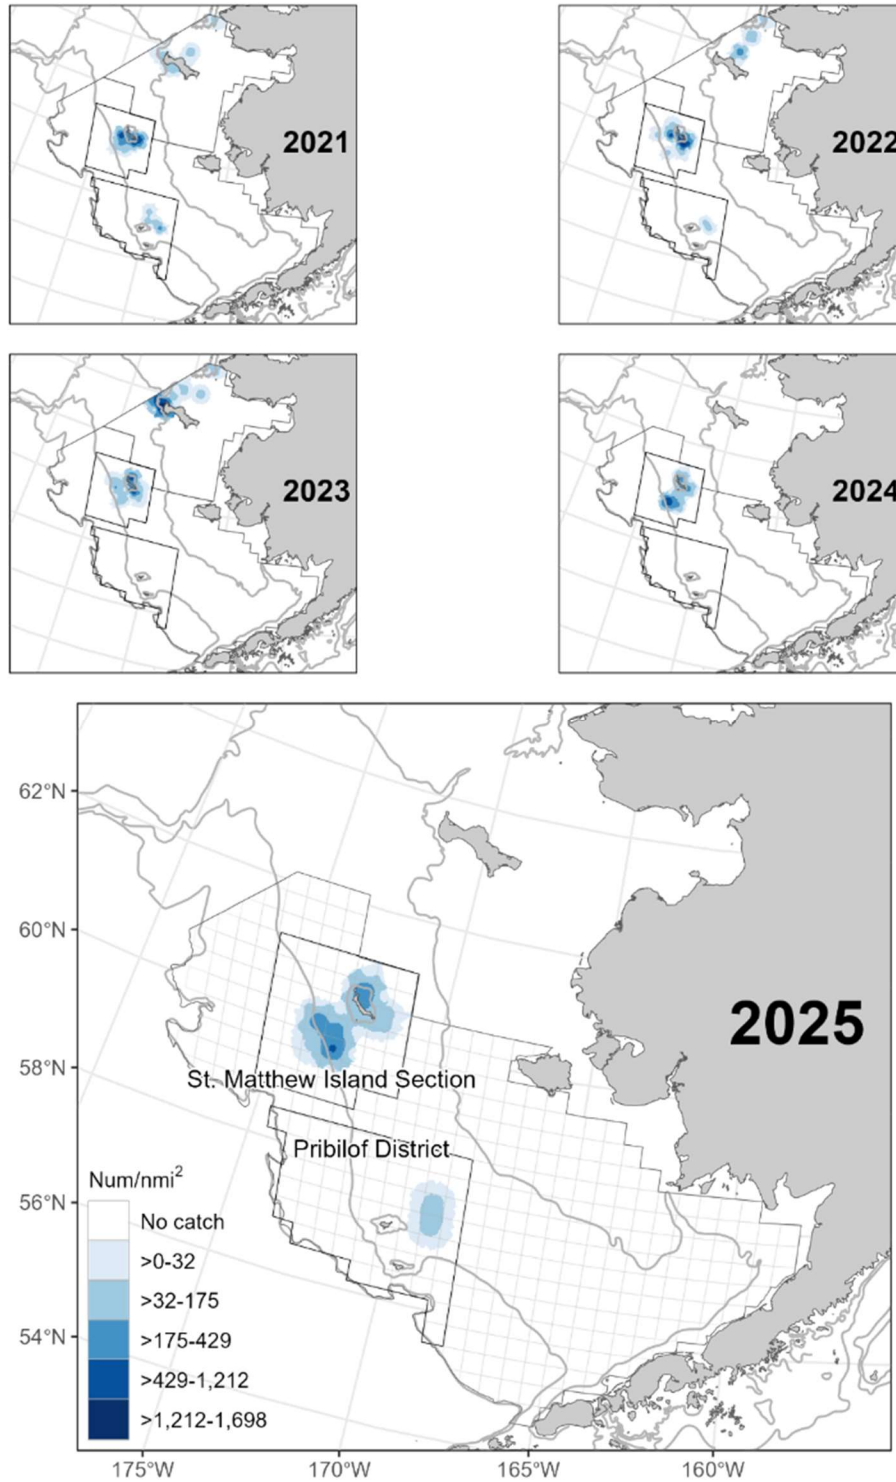 2021
2022
2023
2024
2025
62°N
60°N
58°N
56°N
54°N
St. Matthew Island Section
Pribilof District
Num/nmi²
No catch
>0-32
>32-175
>175-429
>429-1,212
>1,212-1,698
175°W
170°W
165°W
160°W